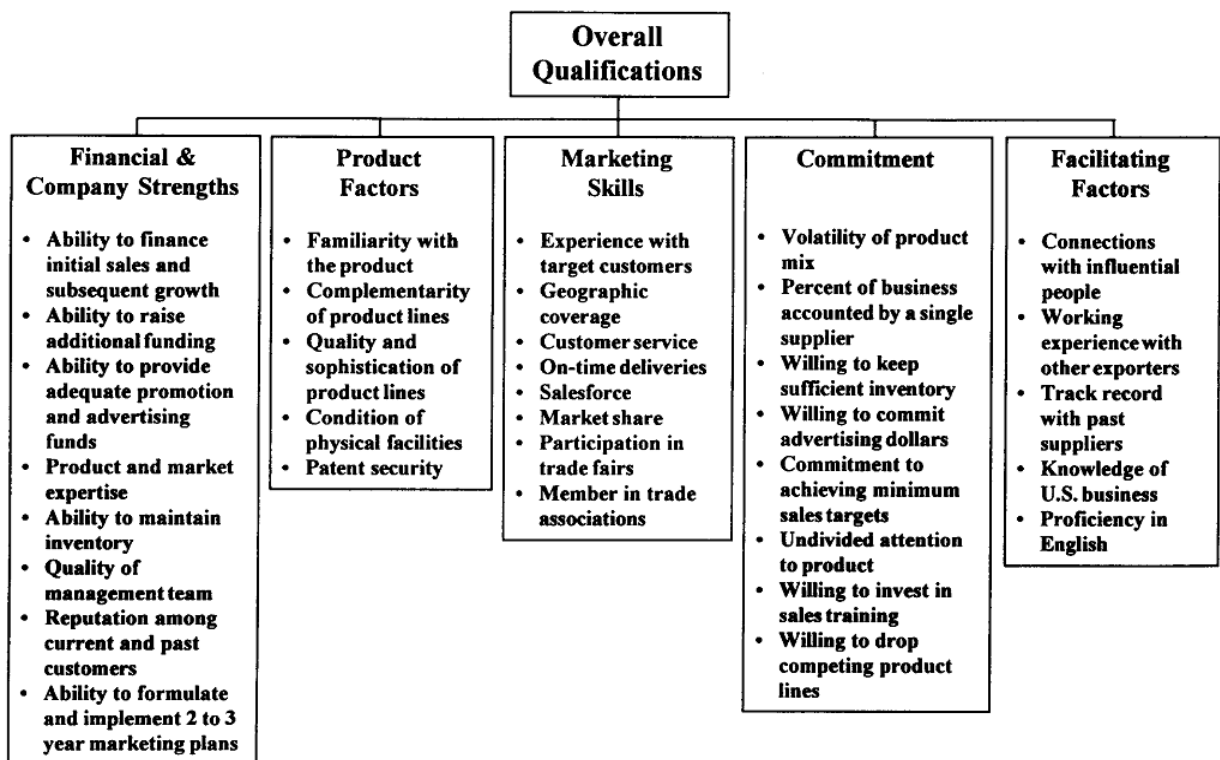 Overall
Qualifications
Financial &
Company Strengths
• Ability to finance
initial sales and
subsequent growth
• Ability to raise
additional funding
• Ability to provide
adequate promotion
and advertising
funds
• Product and market
expertise
• Ability to maintain
inventory
• Quality of
management team
• Reputation among
current and past
customers
• Ability to formulate
and implement 2 to 3
year marketing plans
Product
Factors
• Familiarity with
the product
• Complementarity
of product lines
• Quality and
sophistication of
product lines
• Condition of
physical facilities
• Patent security
Marketing
Skills
• Experience with
target customers
• Geographic
coverage
• Customer service
• On-time deliveries
• Salesforce
• Market share
• Participation in
trade fairs
• Member in trade
associations
Commitment
• Volatility of product
mix
• Percent of business
accounted by a single
supplier
• Willing to keep
sufficient inventory
• Willing to commit
advertising dollars
• Commitment to
achieving minimum
sales targets
• Undivided attention
to product
• Willing to invest in
sales training
• Willing to drop
competing product
lines
Facilitating
Factors
• Connections
with influential
people
• Working
experience with
other exporters
• Track record
with past
suppliers
• Knowledge of
U.S. business
• Proficiency in
English